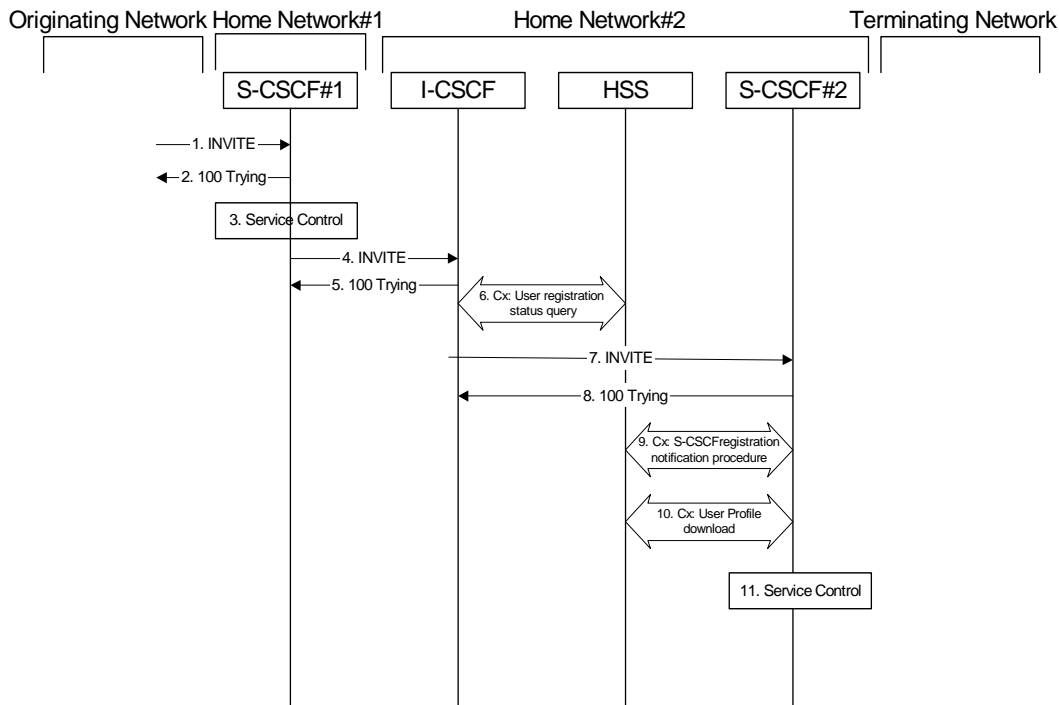 Originating Network Home Network#1 Home Network#2 Terminating Network
S-CSCF#1 I-CSCF HSS S-CSCF#2
1. INVITE
2. 100 Trying
3. Service Control
4. INVITE
5. 100 Trying
6. Cx: User registration
status query
7. INVITE
8. 100 Trying
9. Cx: S-CSCFregistration
notification procedure
10. Cx: User Profile
download
11. Service Control